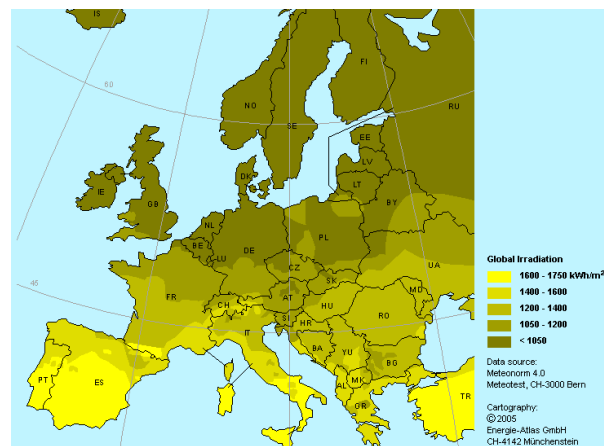 IS
FI
NO
60
SE
RU
EE
LV
DK
LT
IE
GB
BY
NL
PL
BE
DE
LU
UA
CZ
45
SK
FR
AT
MD
CH
HU
SI
RO
IT
HR
BA
YU
BG
PT
ES
MK
AL
TR
GR
Global Irradiation
1600 - 1750 kWh/m²
1400 - 1600
1200 - 1400
1050 - 1200
< 1050
Data source:
Meteonorm 4.0
Meteotest, CH-3000 Bern
Cartography:
© 2005
Energie-Atlas GmbH
CH-4142 Münchenstein